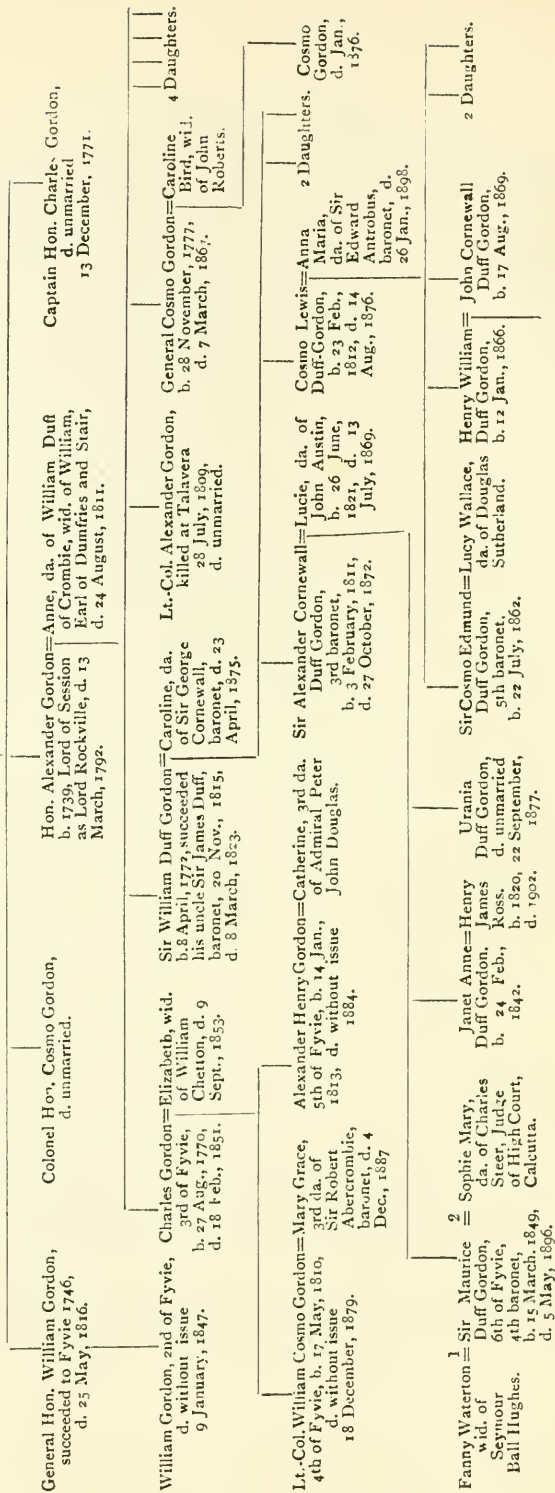 General Hon. William Gordon,
succeeded to Fyvie 1746,
d. 25 May, 1816.
Colonel Hon. Cosmo Gordon,
d. unmarried.
Hon. Alexander Gordon=Anne, da. of William Duff
b. 1739, Lord of Session of Crombie, wid. of William,
as Lord Rockville, d. 13 Earl of Dumfries and Stair,
March, 1792. d. 24 August, 1811.
Captain Hon. Charles Gordon,
d. unmarried
13 December, 1771.
William Gordon, 2nd of Fyvie,
d. without issue
9 January, 1847.
Charles Gordon=Elizabeth, wid.
3rd of Fyvie, of William
b. 27 Aug., 1770, Chetton, d. 9
d. 18 Feb., 1851. Sept., 1853.
Sir William Duff Gordon=Caroline, da.
b. 8 April, 1772, succeeded of Sir George
his uncle Sir James Duff, Cornewall,
baronet, 20 Nov., 1815, baronet, d. 23
d. 8 March, 1823. April, 1875.
Lt.-Col. Alexander Gordon,
killed at Talavera
28 July, 1809,
d. unmarried.
General Cosmo Gordon=Caroline
b. 28 November, 1777, Bird, wid.
d. 7 March, 1867. of John
Roberts.
4 Daughters.
Lt.-Col. William Cosmo Gordon=Mary Grace,
4th of Fyvie, b. 17 May, 1810, 3rd da. of
d. without issue Sir Robert
18 December, 1879. Abercrombie,
baronet, d. 4
Dec., 1887
Alexander Henry Gordon=Catherine, 3rd da.
5th of Fyvie, b. 14 Jan., of Admiral Peter
1813, d. without issue John Douglas.
1884.
Sir Alexander Cornewall=Lucie, da. of
Duff Gordon, John Austin,
3rd baronet, b. 26 June,
b. 3 February, 1811, 1821, d. 13
d. 27 October, 1872. July, 1869.
Cosmo Lewis=Anna
Duff-Gordon, Maria,
b. 23 Feb., da. of Sir
1812, d. 14 Edward
Aug., 1876. Antrobus,
baronet, d.
26 Jan., 1898.
2 Daughters.
Cosmo
Gordon,
d. Jan.,
1876.
Fanny Waterton = 1 Sir Maurice 2 = Sophie Mary,
wid. of Duff Gordon, da. of Charles
Seymour 6th of Fyvie, Steer, Judge
Ball Hughes. 4th baronet, of High Court,
b. 15 March. 1849, Calcutta.
d. 5 May, 1896.
Janet Anne=Henry
Duff Gordon. James
b. 24 Feb., Ross.
1842. b. 1820,
d. 1902.
Urania
Duff Gordon,
d. unmarried
22 September,
1877.
Sir Cosmo Edmund=Lucy Wallace,
Duff Gordon, da. of Douglas
5th baronet, Sutherland.
b. 22 July, 1862.
Henry William=
Duff Gordon,
b. 12 Jan., 1866.
John Cornewall
Duff Gordon,
b. 17 Aug., 1869,
2 Daughters.